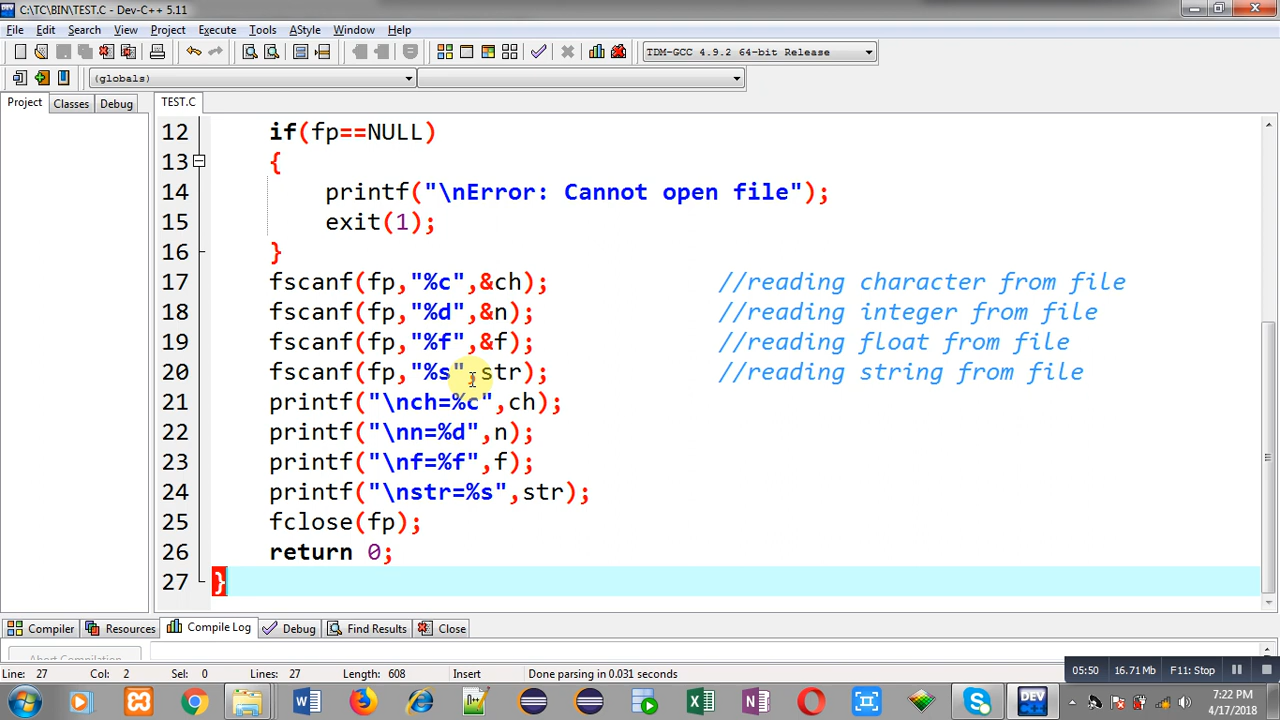 C:\TC\BIN\TEST.C - Dev-C++ 5.11
File Edit Search View Project Execute Tools AStyle Window Help
TDM-GCC 4.9.2 64-bit Release
(globals)
Project Classes Debug TEST.C
12 if(fp==NULL)
13 {
14 printf("\nError: Cannot open file");
15 exit(1);
16 }
17 fscanf(fp,"%c",&ch); //reading character from file
18 fscanf(fp,"%d",&n); //reading integer from file
19 fscanf(fp,"%f",&f); //reading float from file
20 fscanf(fp,"%s",str); //reading string from file
21 printf("\nch=%c",ch);
22 printf("\nn=%d",n);
23 printf("\nf=%f",f);
24 printf("\nstr=%s",str);
25 fclose(fp);
26 return 0;
27 }
Compiler Resources Compile Log Debug Find Results Close
Abort Compilation
Line: 27 Col: 2 Sel: 0 Lines: 27 Length: 608 Insert Done parsing in 0.031 seconds
05:50 16.71Mb F11: Stop
DEV
7:22 PM
4/17/2018